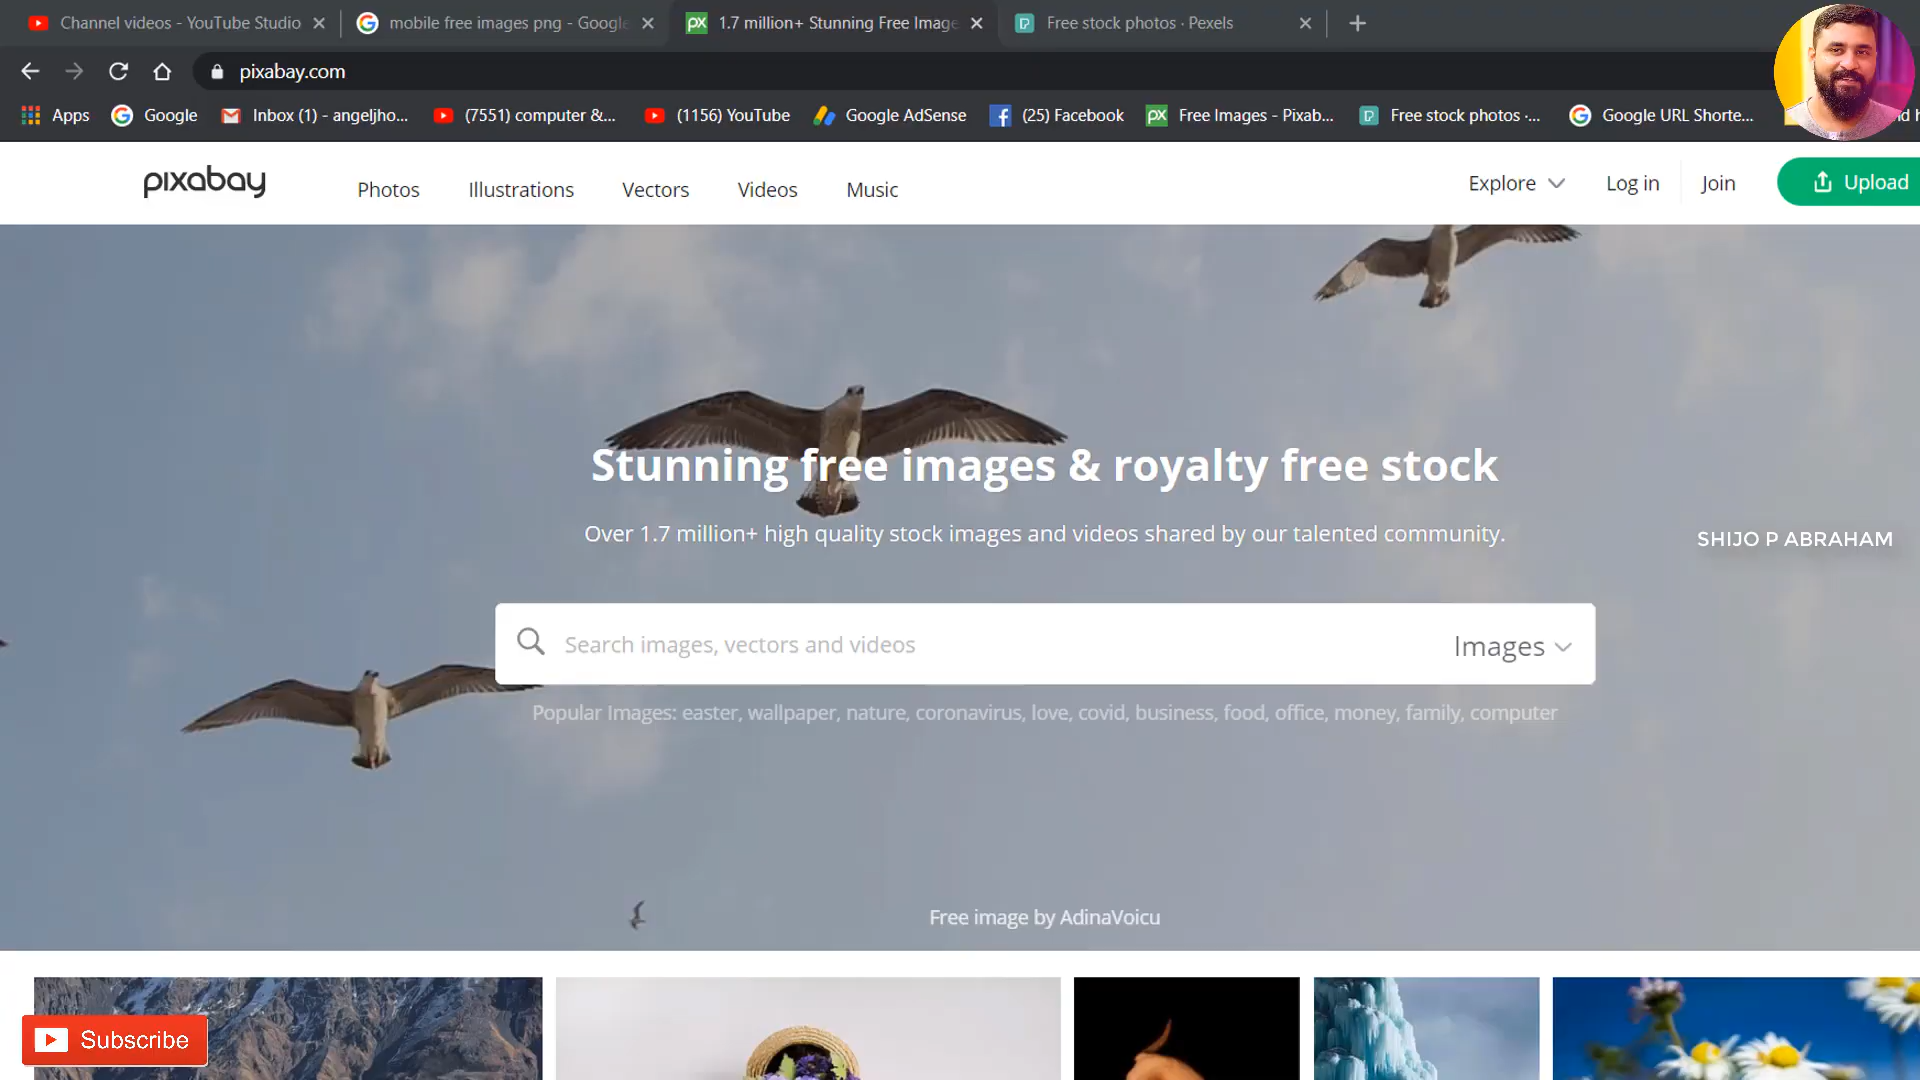 Channel videos - YouTube Studio
mobile free images png - Google
1.7 million+ Stunning Free Image
Free stock photos · Pexels
pixabay.com
Apps
Google
Inbox (1) - angeljho...
(7551) computer &...
(1156) YouTube
Google AdSense
(25) Facebook
Free Images - Pixab...
Free stock photos ·...
Google URL Shorte...
pixabay
Photos
Illustrations
Vectors
Videos
Music
Explore
Log in
Join
Upload
Stunning free images & royalty free stock
Over 1.7 million+ high quality stock images and videos shared by our talented community.
SHIJO P ABRAHAM
Search images, vectors and videos
Images
Popular Images: easter, wallpaper, nature, coronavirus, love, covid, business, food, office, money, family, computer
Free image by AdinaVoicu
Subscribe